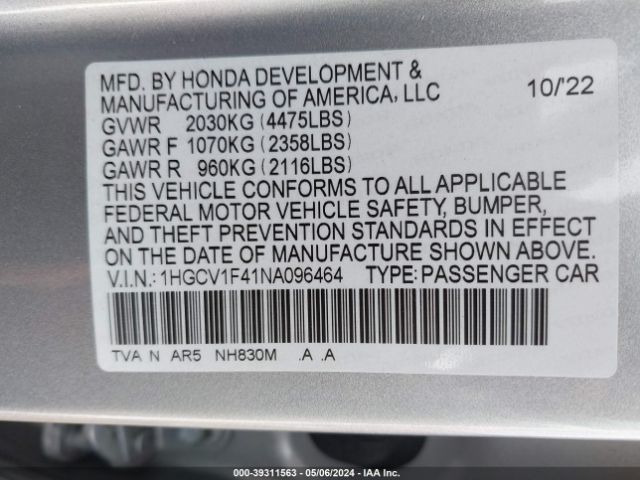 MFD. BY HONDA DEVELOPMENT &
MANUFACTURING OF AMERICA, LLC 10/'22
GVWR 2030KG (4475LBS)
GAWR F 1070KG (2358LBS)
GAWR R 960KG (2116LBS)
THIS VEHICLE CONFORMS TO ALL APPLICABLE
FEDERAL MOTOR VEHICLE SAFETY, BUMPER,
AND THEFT PREVENTION STANDARDS IN EFFECT
ON THE DATE OF MANUFACTURE SHOWN ABOVE.
V.I.N.: 1HGCV1F41NA096464 TYPE: PASSENGER CAR
TVA N AR5 NH830M .A .A
COPART - 39311563 - 05/06/2024 - IAA Inc.